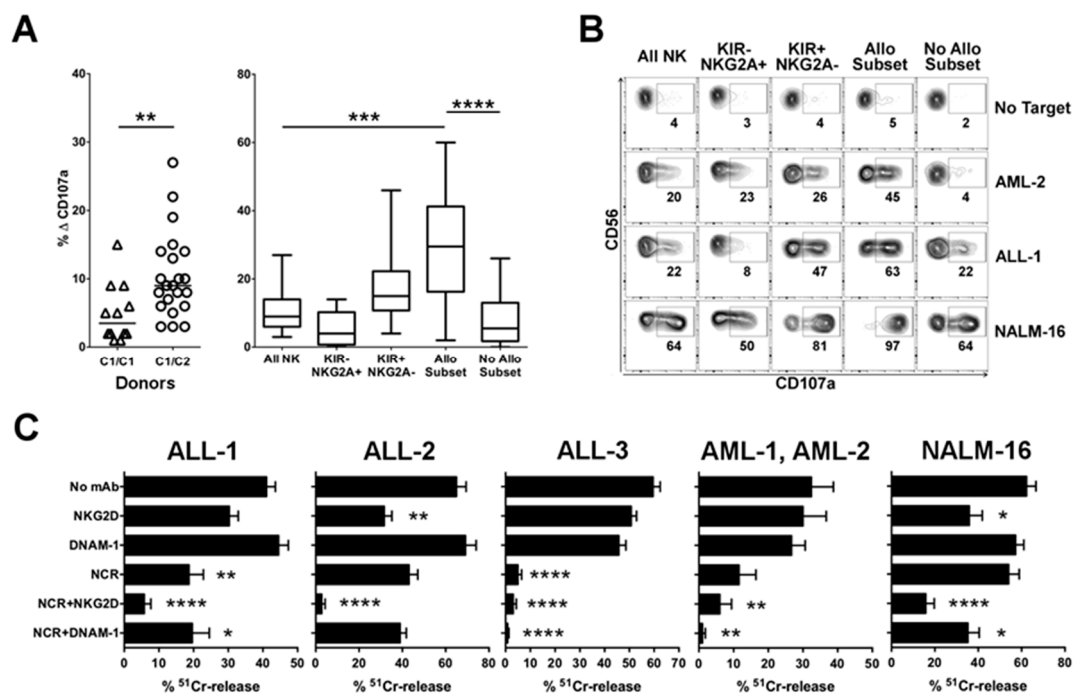 A
B
C
40
30
20
10
0
% Δ CD107a
**
C1/C1
C1/C2
Donors
80
60
40
20
0
***
****
All NK
KIR-
NKG2A+
KIR+
NKG2A-
Allo
Subset
No Allo
Subset
All NK
KIR-
NKG2A+
KIR+
NKG2A-
Allo
Subset
No Allo
Subset
4 3 4 5 2 No Target
20 23 26 45 4 AML-2
22 8 47 63 22 ALL-1
64 50 81 97 64 NALM-16
CD56
CD107a
ALL-1
No mAb
NKG2D
DNAM-1
NCR **
NCR+NKG2D ****
NCR+DNAM-1 *
0 10 20 30 40 50
% 51Cr-release
ALL-2
**
****
0 20 40 60 80
% 51Cr-release
ALL-3
****
****
****
0 10 20 30 40 50 60 70
% 51Cr-release
AML-1, AML-2
**
**
0 10 20 30 40 50
% 51Cr-release
NALM-16
*
****
*
0 20 40 60 80
% 51Cr-release